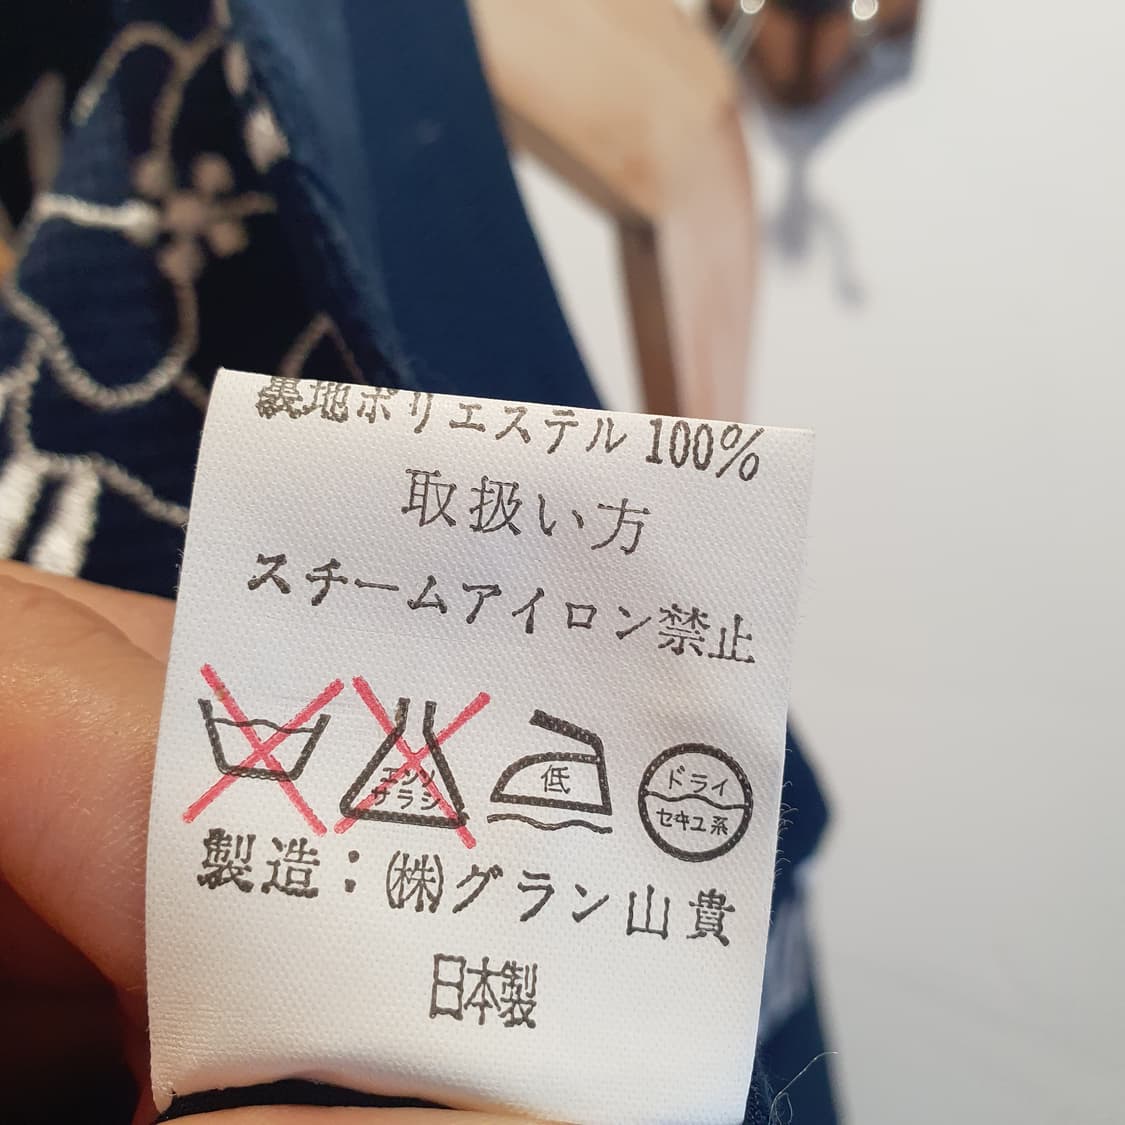 裏地ポリエステル 100%
取扱い方
スチームアイロン禁止
エンソ
サラシ
低
ドライ
セキユ系
製造：㈱グラン山貴
日本製